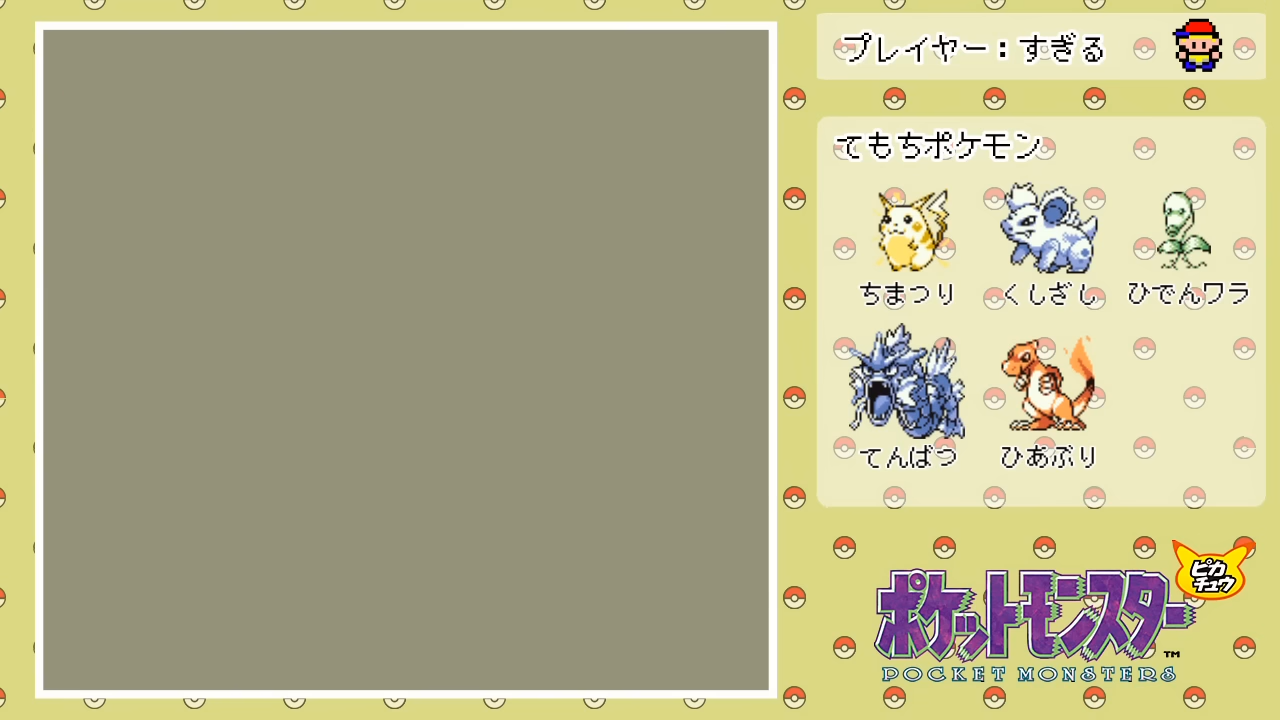 プレイヤー：すぎる
てもちポケモン
ちまつり
くしざし
ひでんワラ
てんばつ
ひあぶり
ピカチュウ
ポケットモンスター
TM
POCKET MONSTERS